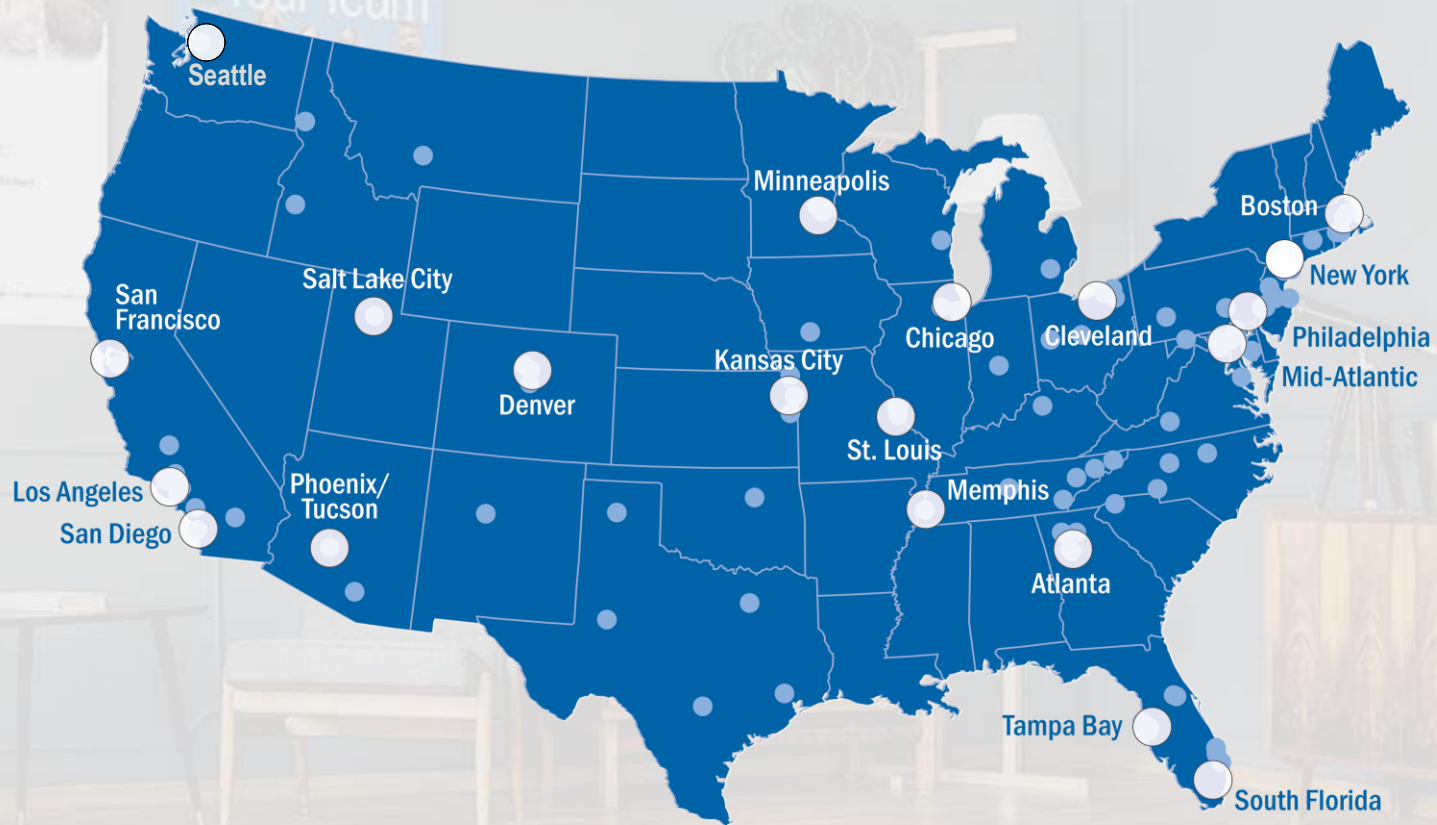 Seattle
Minneapolis
Boston
Salt Lake City
New York
San
Francisco
Chicago
Cleveland
Philadelphia
Kansas City
Mid-Atlantic
Denver
St. Louis
Phoenix/
Tucson
Los Angeles
Memphis
San Diego
Atlanta
Tampa Bay
South Florida